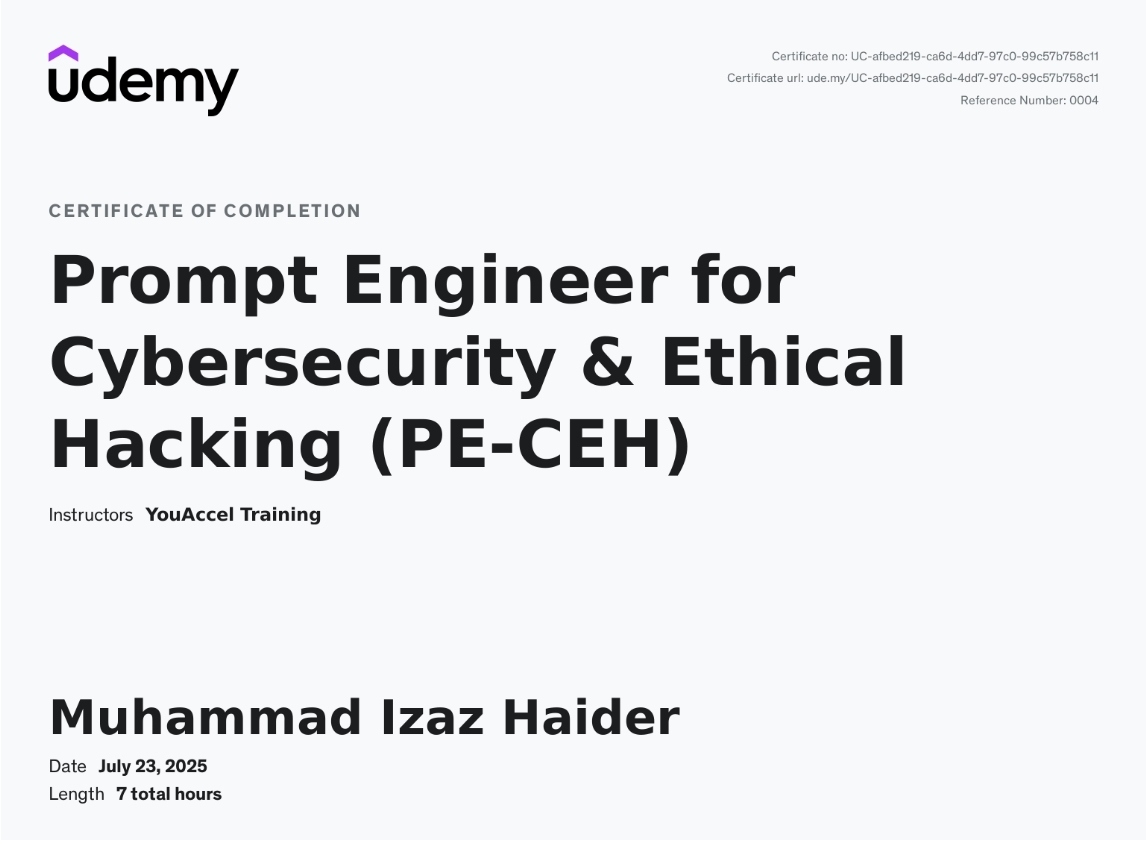 udemy
Certificate no: UC-afbed219-ca6d-4dd7-97c0-99c57b758c11
Certificate url: ude.my/UC-afbed219-ca6d-4dd7-97c0-99c57b758c11
Reference Number: 0004
CERTIFICATE OF COMPLETION
Prompt Engineer for
Cybersecurity & Ethical
Hacking (PE-CEH)
Instructors YouAccel Training
Muhammad Izaz Haider
Date July 23, 2025
Length 7 total hours